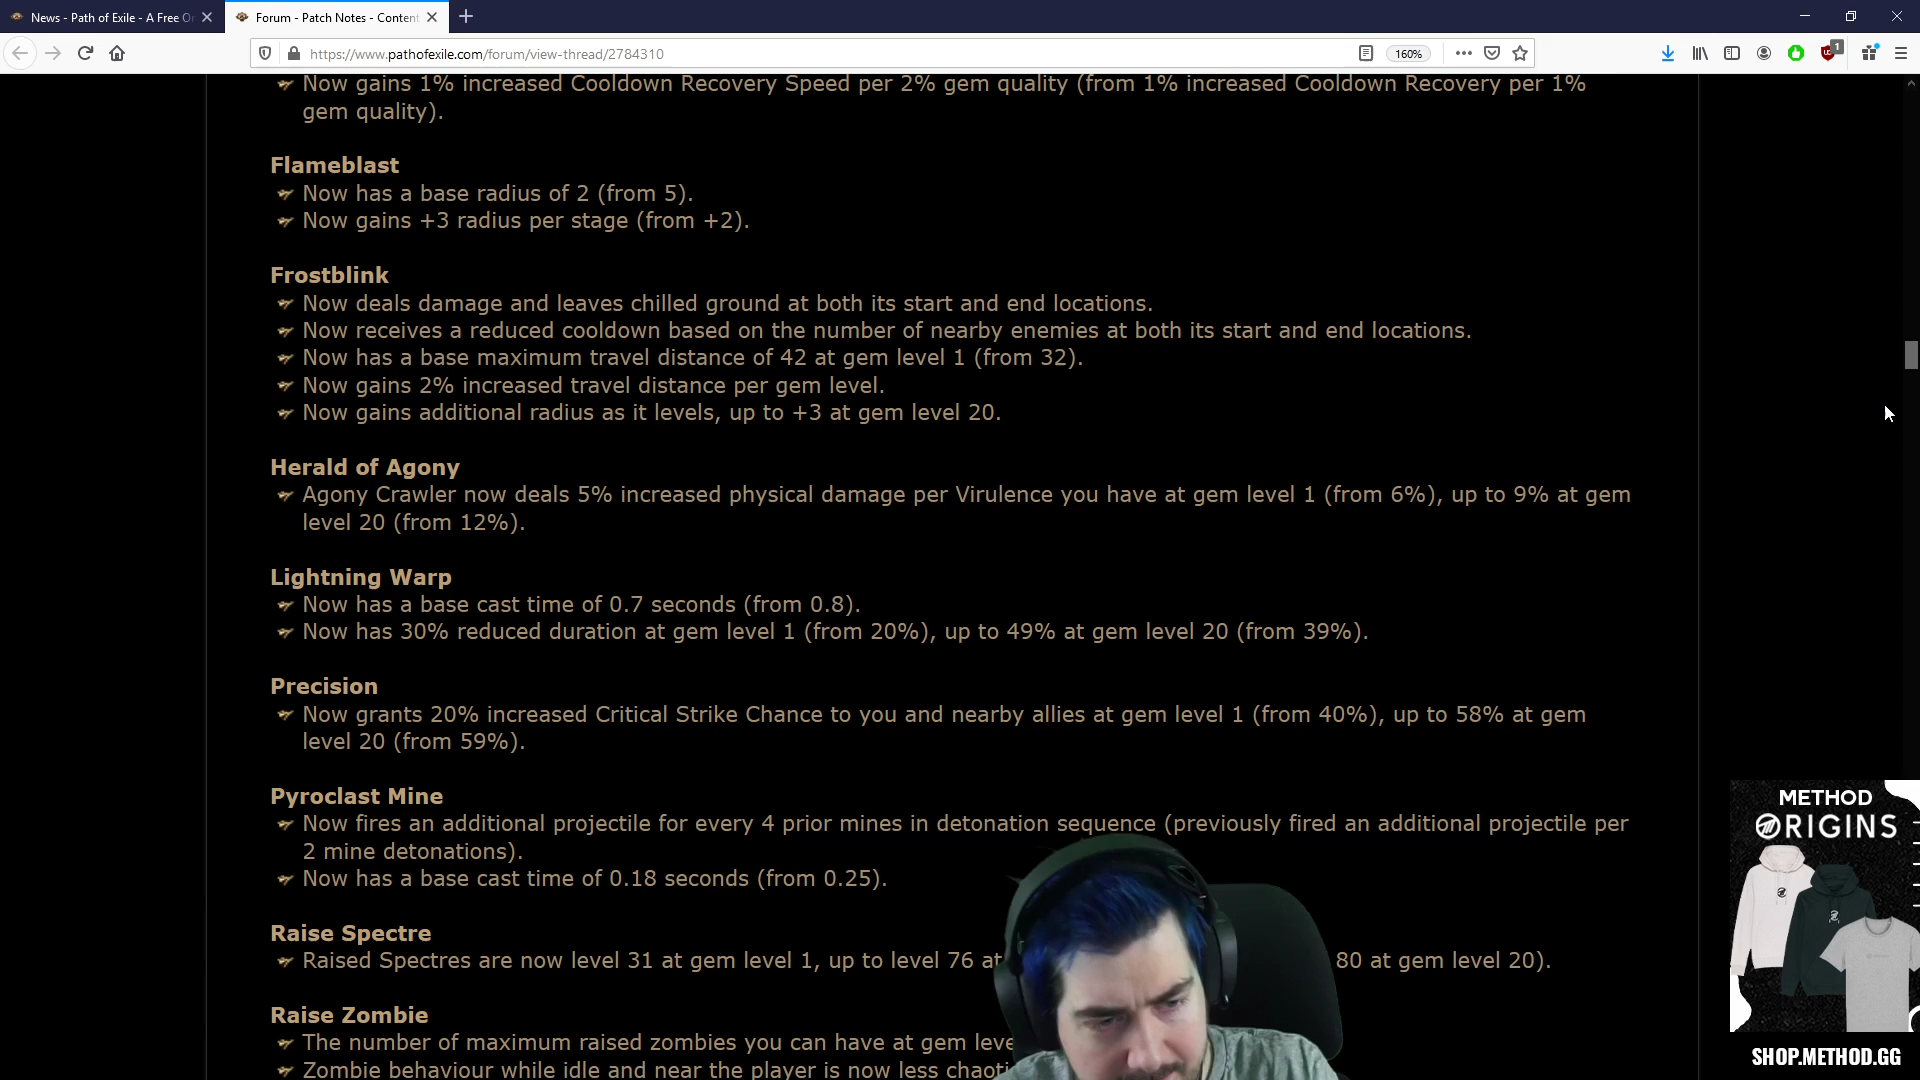 News - Path of Exile - A Free O
Forum - Patch Notes - Content
https://www.pathofexile.com/forum/view-thread/2784310
160%
1
Now gains 1% increased Cooldown Recovery Speed per 2% gem quality (from 1% increased Cooldown Recovery per 1%
gem quality).
Flameblast
Now has a base radius of 2 (from 5).
Now gains +3 radius per stage (from +2).
Frostblink
Now deals damage and leaves chilled ground at both its start and end locations.
Now receives a reduced cooldown based on the number of nearby enemies at both its start and end locations.
Now has a base maximum travel distance of 42 at gem level 1 (from 32).
Now gains 2% increased travel distance per gem level.
Now gains additional radius as it levels, up to +3 at gem level 20.
Herald of Agony
Agony Crawler now deals 5% increased physical damage per Virulence you have at gem level 1 (from 6%), up to 9% at gem
level 20 (from 12%).
Lightning Warp
Now has a base cast time of 0.7 seconds (from 0.8).
Now has 30% reduced duration at gem level 1 (from 20%), up to 49% at gem level 20 (from 39%).
Precision
Now grants 20% increased Critical Strike Chance to you and nearby allies at gem level 1 (from 40%), up to 58% at gem
level 20 (from 59%).
Pyroclast Mine
Now fires an additional projectile for every 4 prior mines in detonation sequence (previously fired an additional projectile per
2 mine detonations).
Now has a base cast time of 0.18 seconds (from 0.25).
Raise Spectre
Raised Spectres are now level 31 at gem level 1, up to level 76 at 80 at gem level 20).
Raise Zombie
The number of maximum raised zombies you can have at gem leve
Zombie behaviour while idle and near the player is now less chaoti
METHOD
ORIGINS
SHOP.METHOD.GG